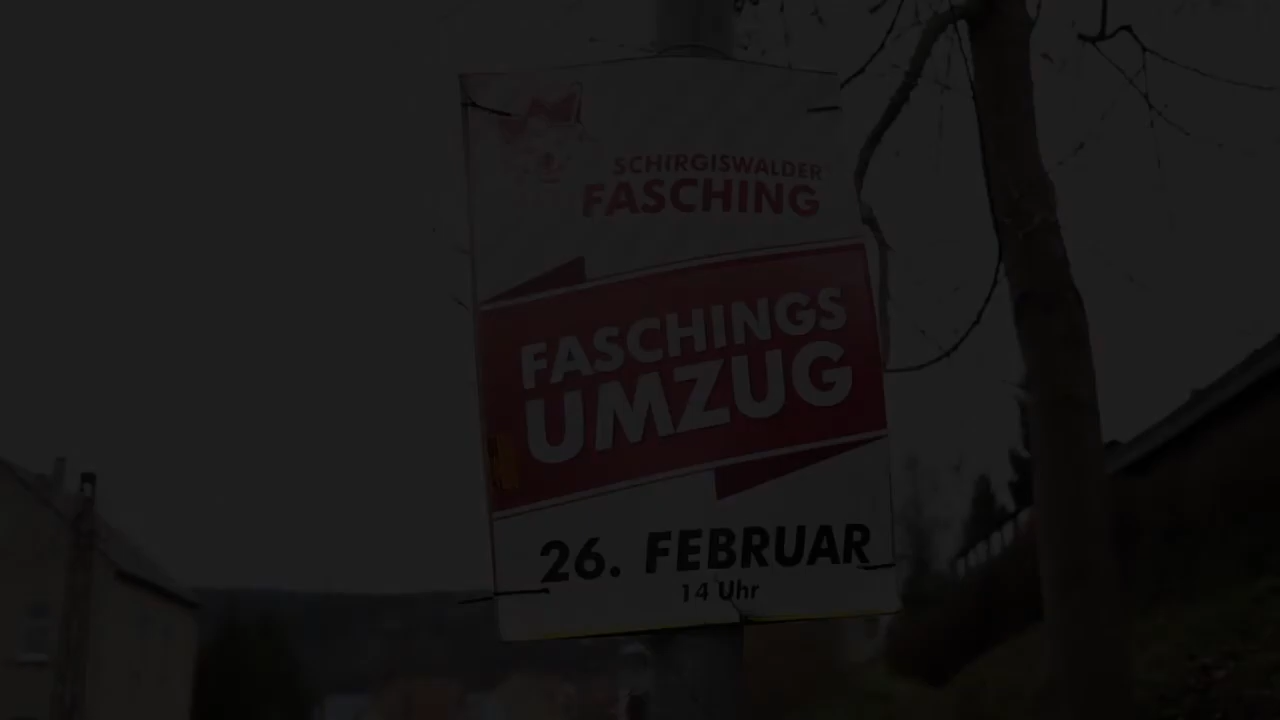 SCHIRGISWALDER
FASCHING
FASCHINGS
UMZUG
26. FEBRUAR
14 Uhr